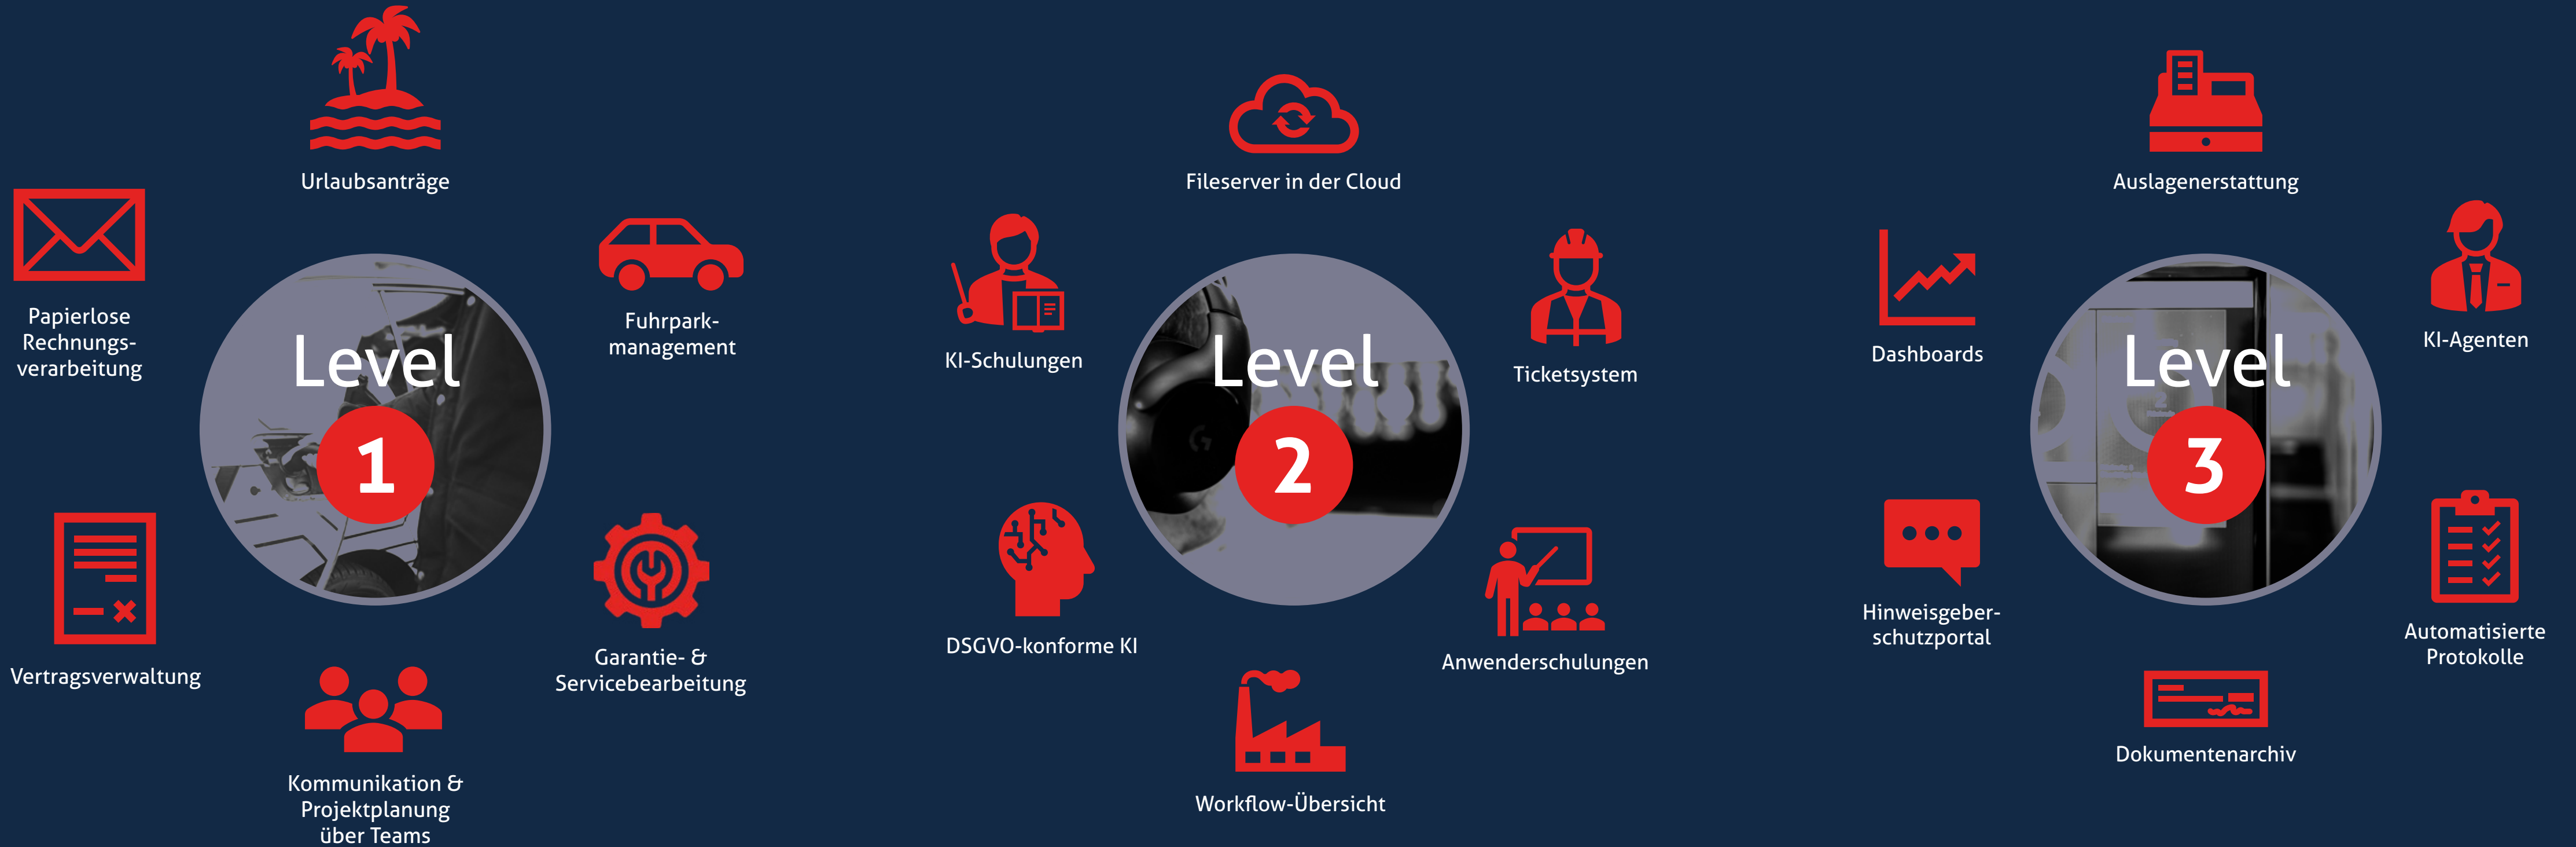 Urlaubsanträge
Papierlose
Rechnungs-
verarbeitung
Fuhrpark-
management
Level
1
Vertragsverwaltung
Garantie- &
Servicebearbeitung
Kommunikation &
Projektplanung
über Teams
Fileserver in der Cloud
KI-Schulungen
Ticketsystem
Level
2
DSGVO-konforme KI
Anwenderschulungen
Workflow-Übersicht
Auslagenerstattung
Dashboards
KI-Agenten
Level
3
Hinweisgeber-
schutzportal
Automatisierte
Protokolle
Dokumentenarchiv